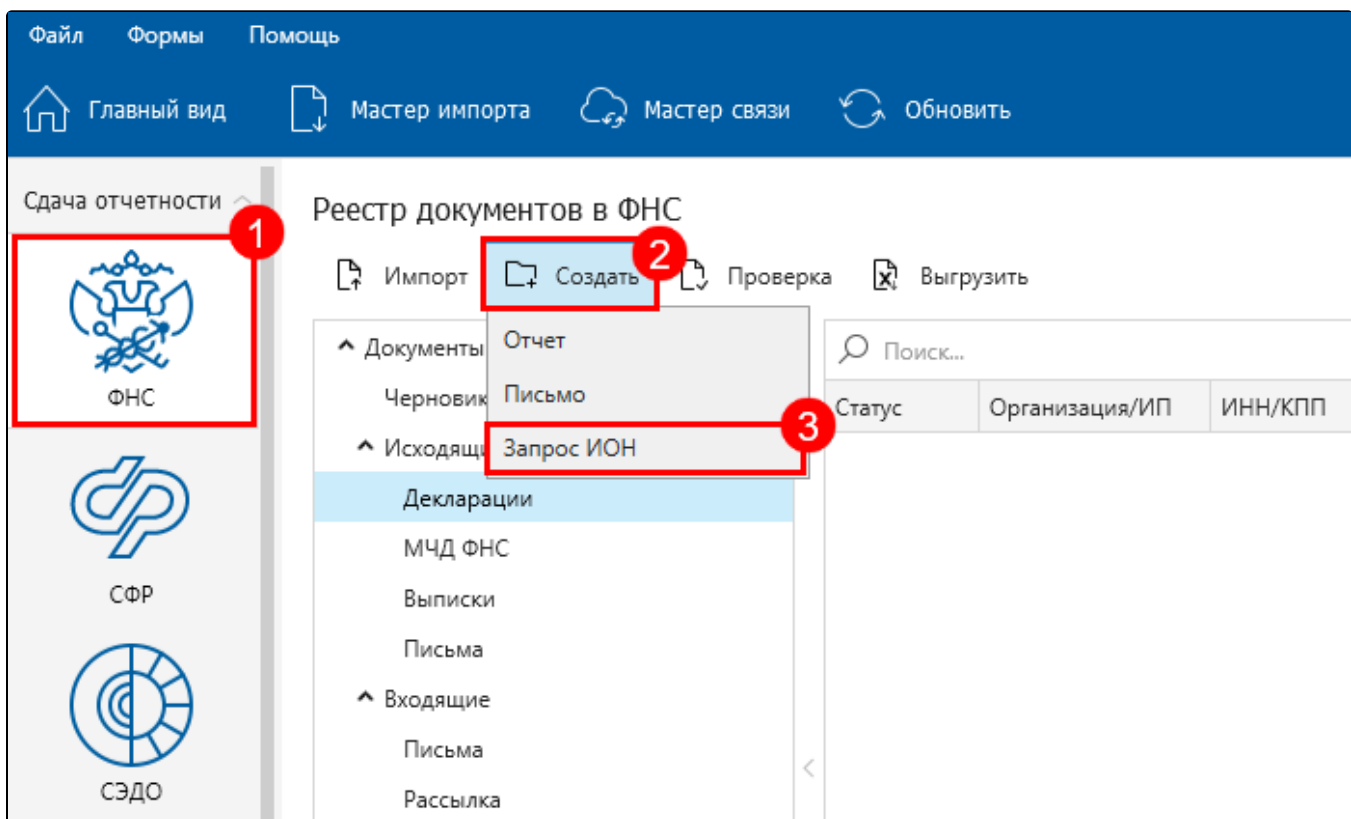 Файл Формы Помощь
Главный вид Мастер импорта Мастер связи Обновить
Сдача отчетности
1
ФНС
СФР
СЭДО
Реестр документов в ФНС
Импорт Создать 2 Проверка Выгрузить
Отчет
Письмо
Запрос ИОН 3
Документы
Черновик
Исходящи
Декларации
МЧД ФНС
Выписки
Письма
Входящие
Письма
Рассылка
Поиск...
Статус Организация/ИП ИНН/КПП